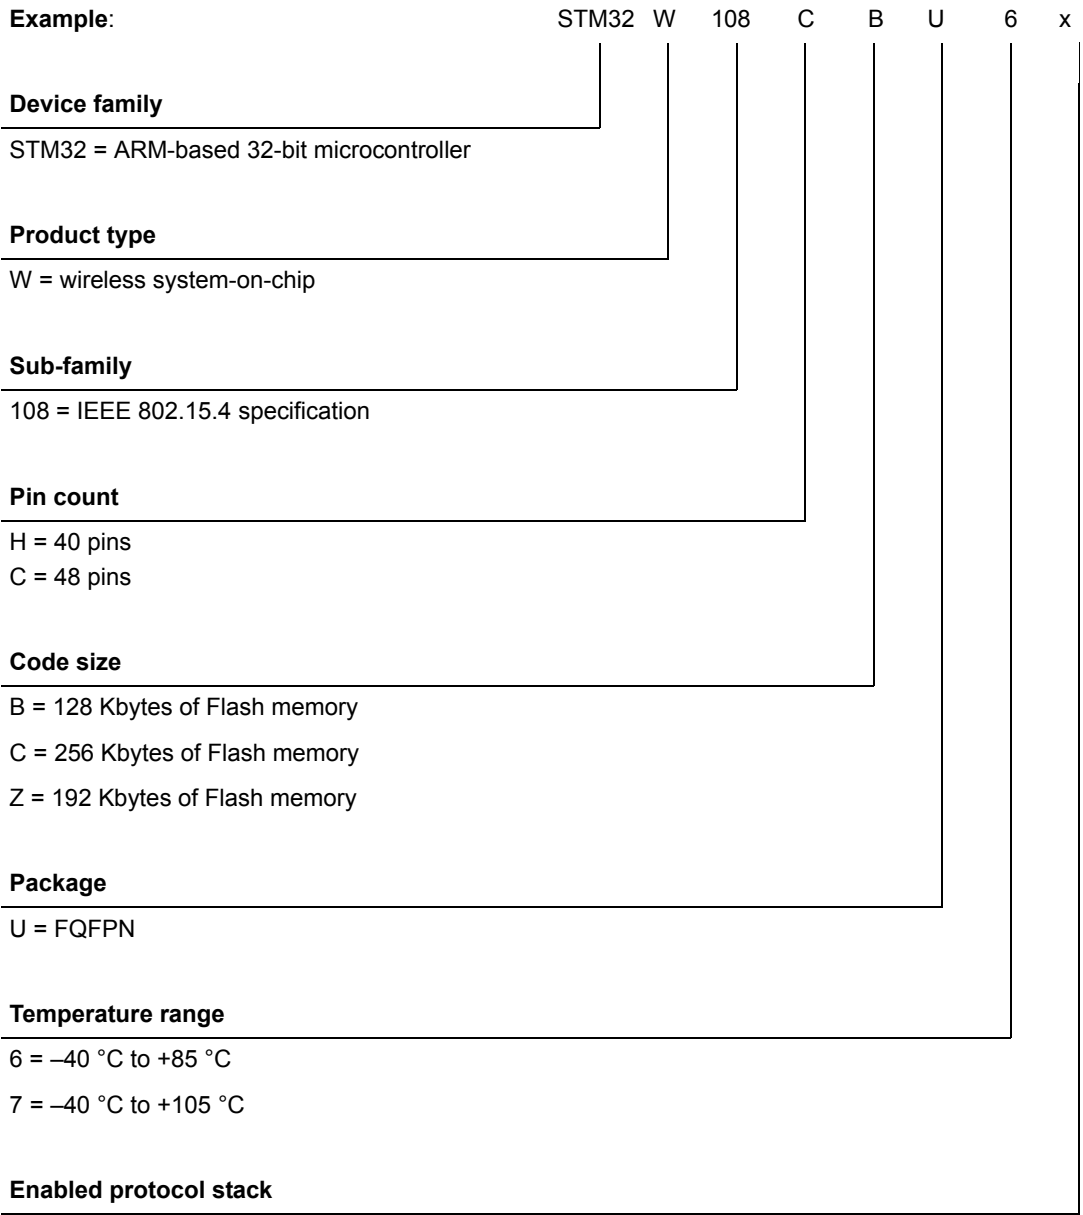 Example: STM32 W 108 C B U 6 x
Device family
STM32 = ARM-based 32-bit microcontroller
Product type
W = wireless system-on-chip
Sub-family
108 = IEEE 802.15.4 specification
Pin count
H = 40 pins
C = 48 pins
Code size
B = 128 Kbytes of Flash memory
C = 256 Kbytes of Flash memory
Z = 192 Kbytes of Flash memory
Package
U = FQFPN
Temperature range
6 = –40 °C to +85 °C
7 = –40 °C to +105 °C
Enabled protocol stack